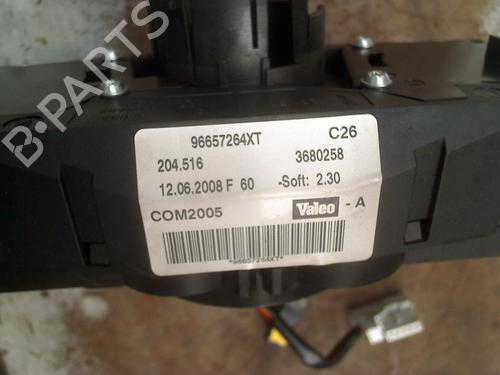 B-PARTS
96657264XT C26
204.516 3680258
12.06.2008 F 60 -Soft: 2.30
COM2005 Valeo - A
*96657264XT*